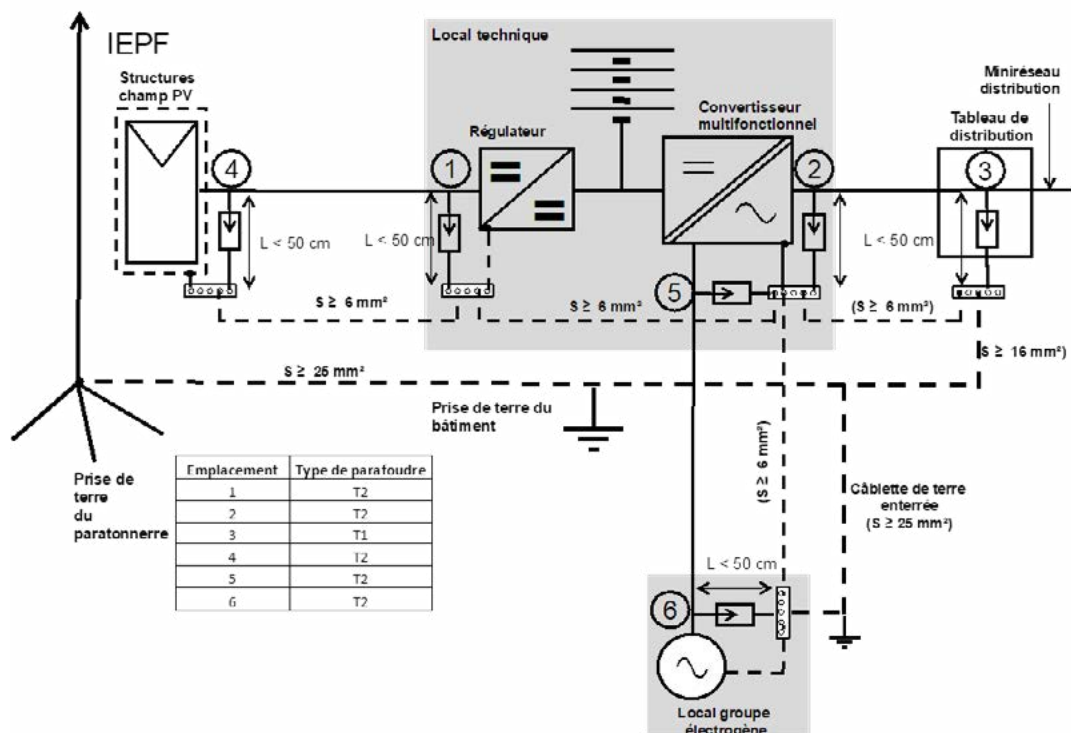 IEPF
Structures
champ PV
Local technique
Régulateur
Convertisseur
multifonctionnel
Miniréseau
distribution
Tableau de
distribution
4
1
2
3
L < 50 cm
L < 50 cm
L < 50 cm
L < 50 cm
5
S ≥ 6 mm²
S ≥ 6 mm²
(S ≥ 6 mm²)
S ≥ 16 mm²)
S ≥ 25 mm²
Prise de terre du
bâtiment
(S ≥ 6 mm²)
Câblette de terre
enterrée
(S ≥ 25 mm²)
Prise de
terre
du
paratonnerre
Emplacement Type de parafoudre
1 T2
2 T2
3 T1
4 T2
5 T2
6 T2
L < 50 cm
6
Local groupe
électrogène